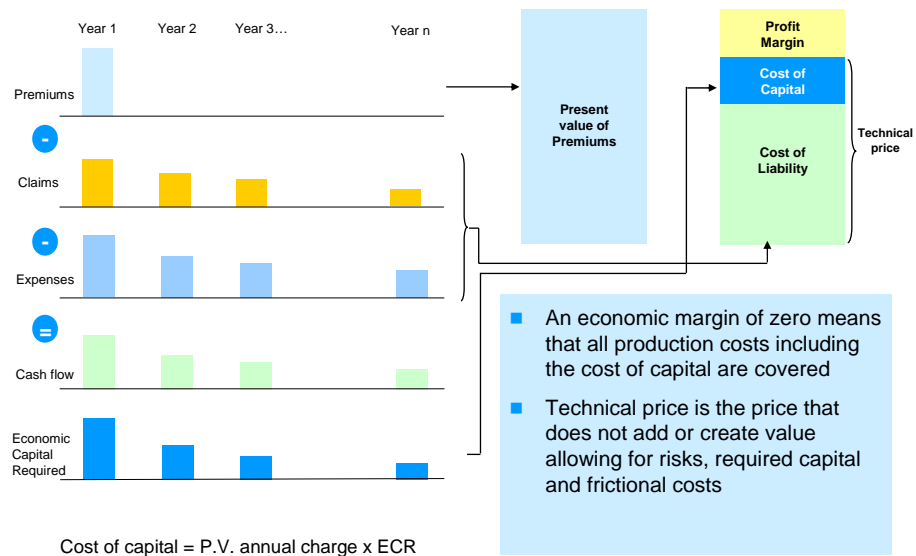 Year 1 Year 2 Year 3… Year n
Premiums
-
Claims
-
Expenses
=
Cash flow
Economic
Capital
Required
Cost of capital = P.V. annual charge x ECR
Present
value of
Premiums
Profit
Margin
Cost of
Capital
Cost of
Liability
Technical
price
An economic margin of zero means
that all production costs including
the cost of capital are covered
Technical price is the price that
does not add or create value
allowing for risks, required capital
and frictional costs